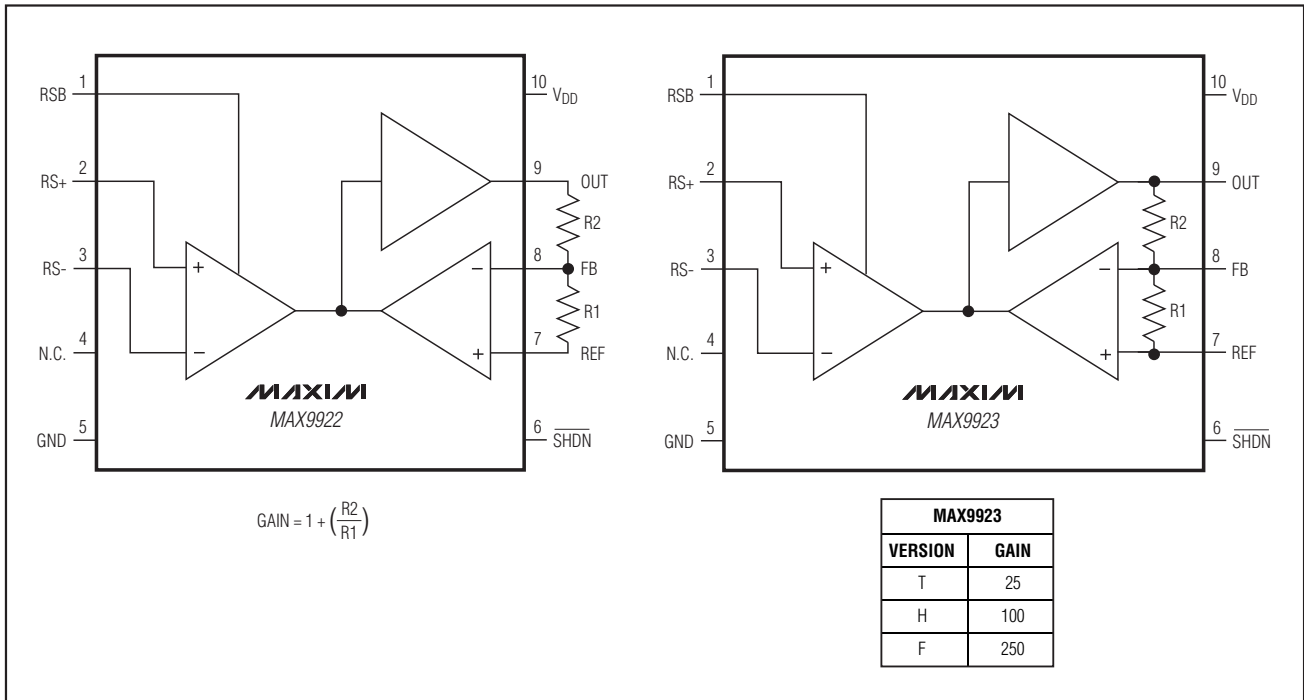 1
RSB
2
RS+
3
RS-
4
N.C.
5
GND
10
VDD
9
OUT
R2
8
FB
R1
7
REF
6
SHDN
+
−
−
+
MAXIM
MAX9922
GAIN = 1 + (R2/R1)
1
RSB
2
RS+
3
RS-
4
N.C.
5
GND
10
VDD
9
OUT
R2
8
FB
R1
7
REF
6
SHDN
+
−
−
+
MAXIM
MAX9923
MAX9923
VERSION GAIN
T 25
H 100
F 250